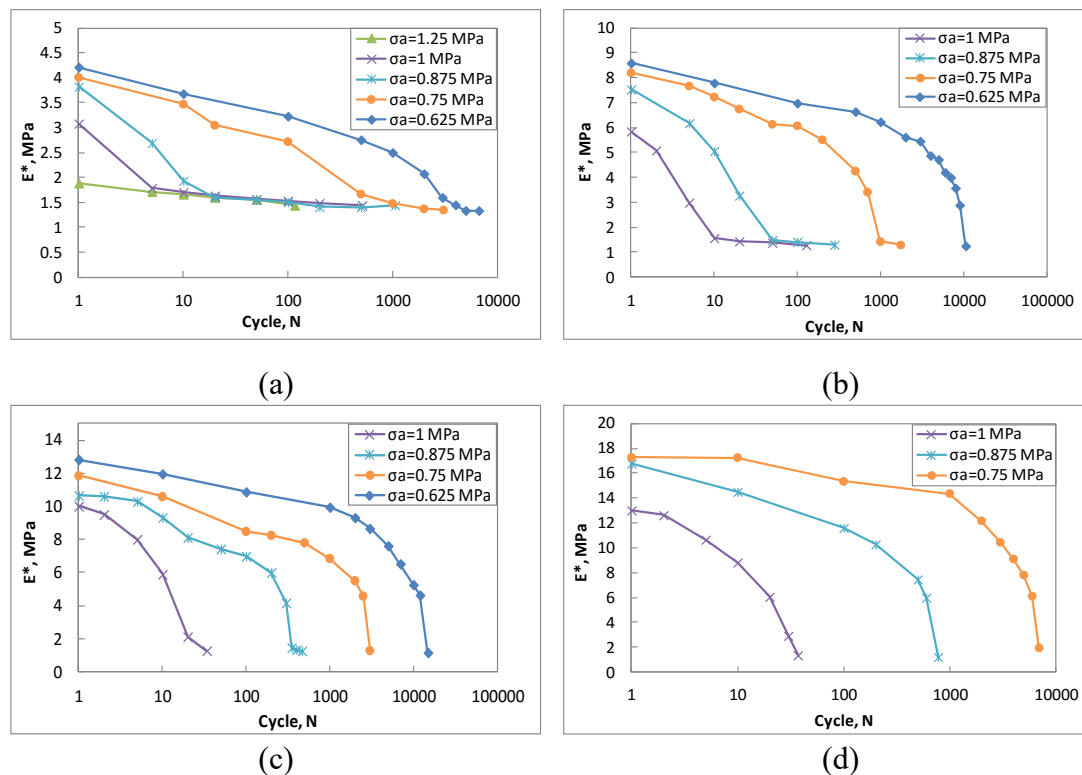 5
4.5
4
3.5
3
2.5
2
1.5
1
0.5
0
E*, MPa
1 10 100 1000 10000
Cycle, N
σa=1.25 MPa
σa=1 MPa
σa=0.875 MPa
σa=0.75 MPa
σa=0.625 MPa
(a)
10
9
8
7
6
5
4
3
2
1
0
E*, MPa
1 10 100 1000 10000 100000
Cycle, N
σa=1 MPa
σa=0.875 MPa
σa=0.75 MPa
σa=0.625 MPa
(b)
14
12
10
8
6
4
2
0
E*, MPa
1 10 100 1000 10000 100000
Cycle, N
σa=1 MPa
σa=0.875 MPa
σa=0.75 MPa
σa=0.625 MPa
(c)
20
18
16
14
12
10
8
6
4
2
0
E*, MPa
1 10 100 1000 10000
Cycle, N
σa=1 MPa
σa=0.875 MPa
σa=0.75 MPa
(d)